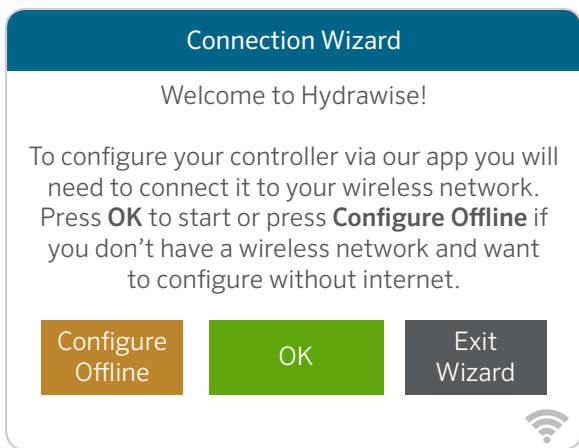 Connection Wizard
Welcome to Hydrawise!
To configure your controller via our app you will
need to connect it to your wireless network.
Press OK to start or press Configure Offline if
you don’t have a wireless network and want
to configure without internet.
Configure
Offline
OK
Exit
Wizard